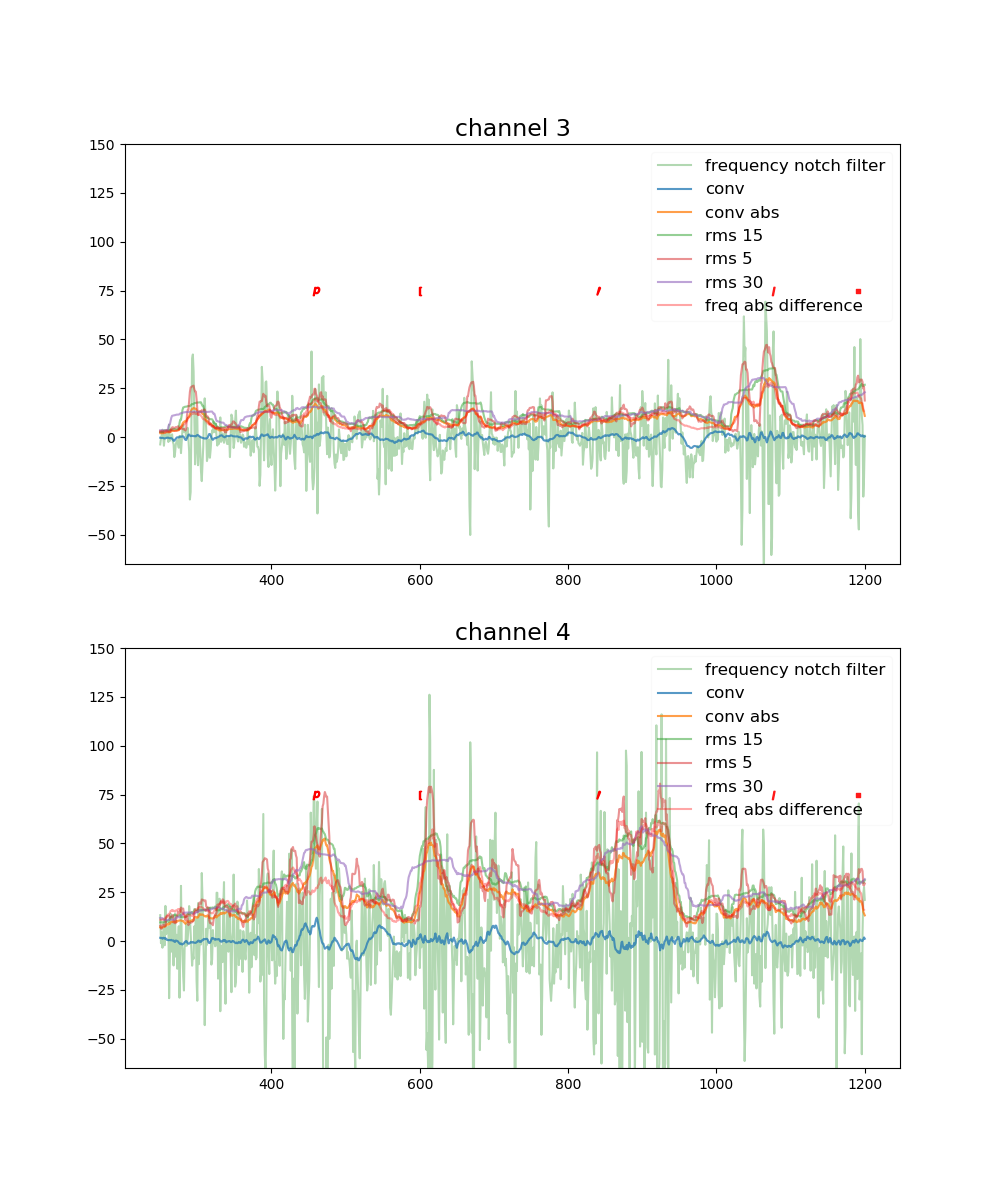 channel 3
150
125
100
75
50
25
0
−25
−50
frequency notch filter
conv
conv abs
rms 15
rms 5
rms 30
freq abs difference
400
600
800
1000
1200
channel 4
150
125
100
75
50
25
0
−25
−50
frequency notch filter
conv
conv abs
rms 15
rms 5
rms 30
freq abs difference
400
600
800
1000
1200